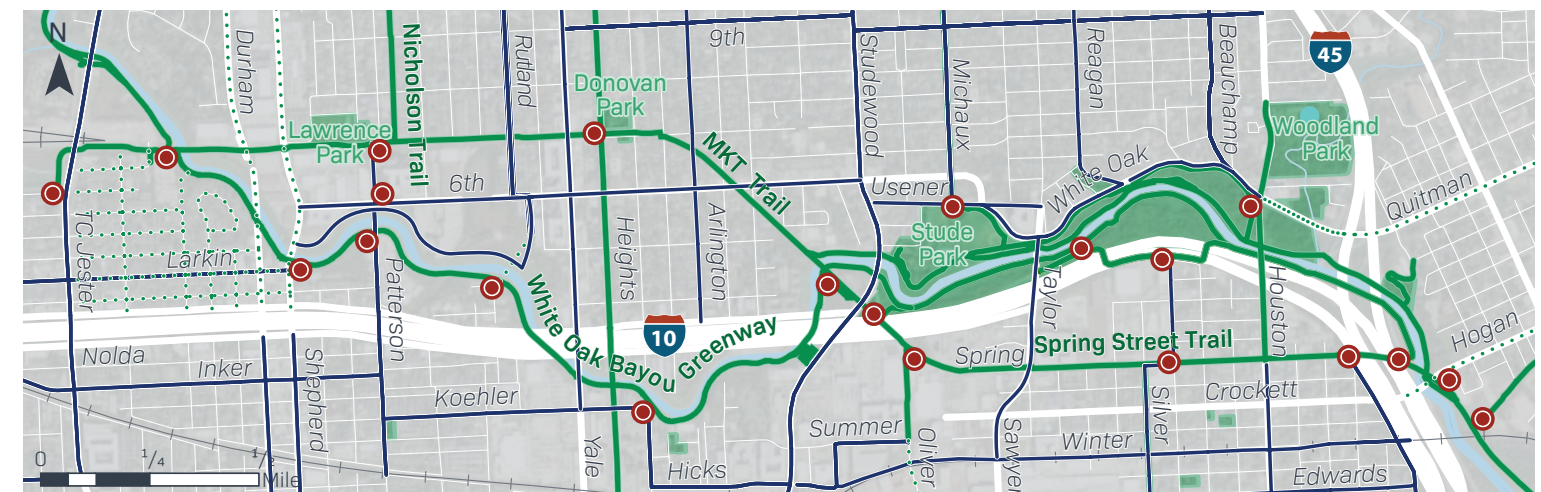 N
Durham
Nicholson Trail
Rutland
9th
Studewood
Michaux
Reagan
Beauchamp
45
Donovan
Park
Lawrence
Park
MKT Trail
Woodland
Park
6th
Usener
White Oak
Quitman
TC Jester
Larkin
Patterson
Heights
Arlington
Stude
Park
Taylor
Houston
White Oak Bayou Greenway
10
Hogan
Nolda
Inker
Shepherd
Spring
Spring Street Trail
Koehler
Crockett
Silver
Summer
Oliver
Sawyer
Winter
Yale
Hicks
Edwards
0 1/4 1/2
Mile